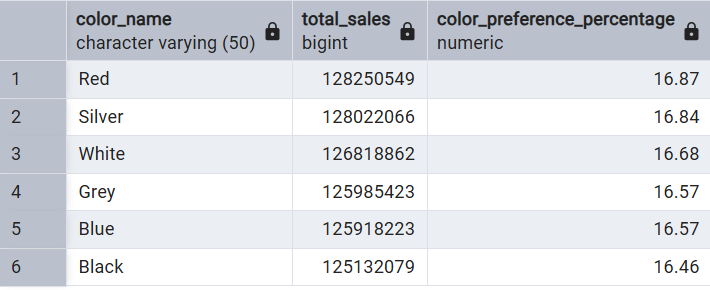 color_name total_sales color_preference_percentage
character varying (50) bigint numeric
1 Red 128250549 16.87
2 Silver 128022066 16.84
3 White 126818862 16.68
4 Grey 125985423 16.57
5 Blue 125918223 16.57
6 Black 125132079 16.46